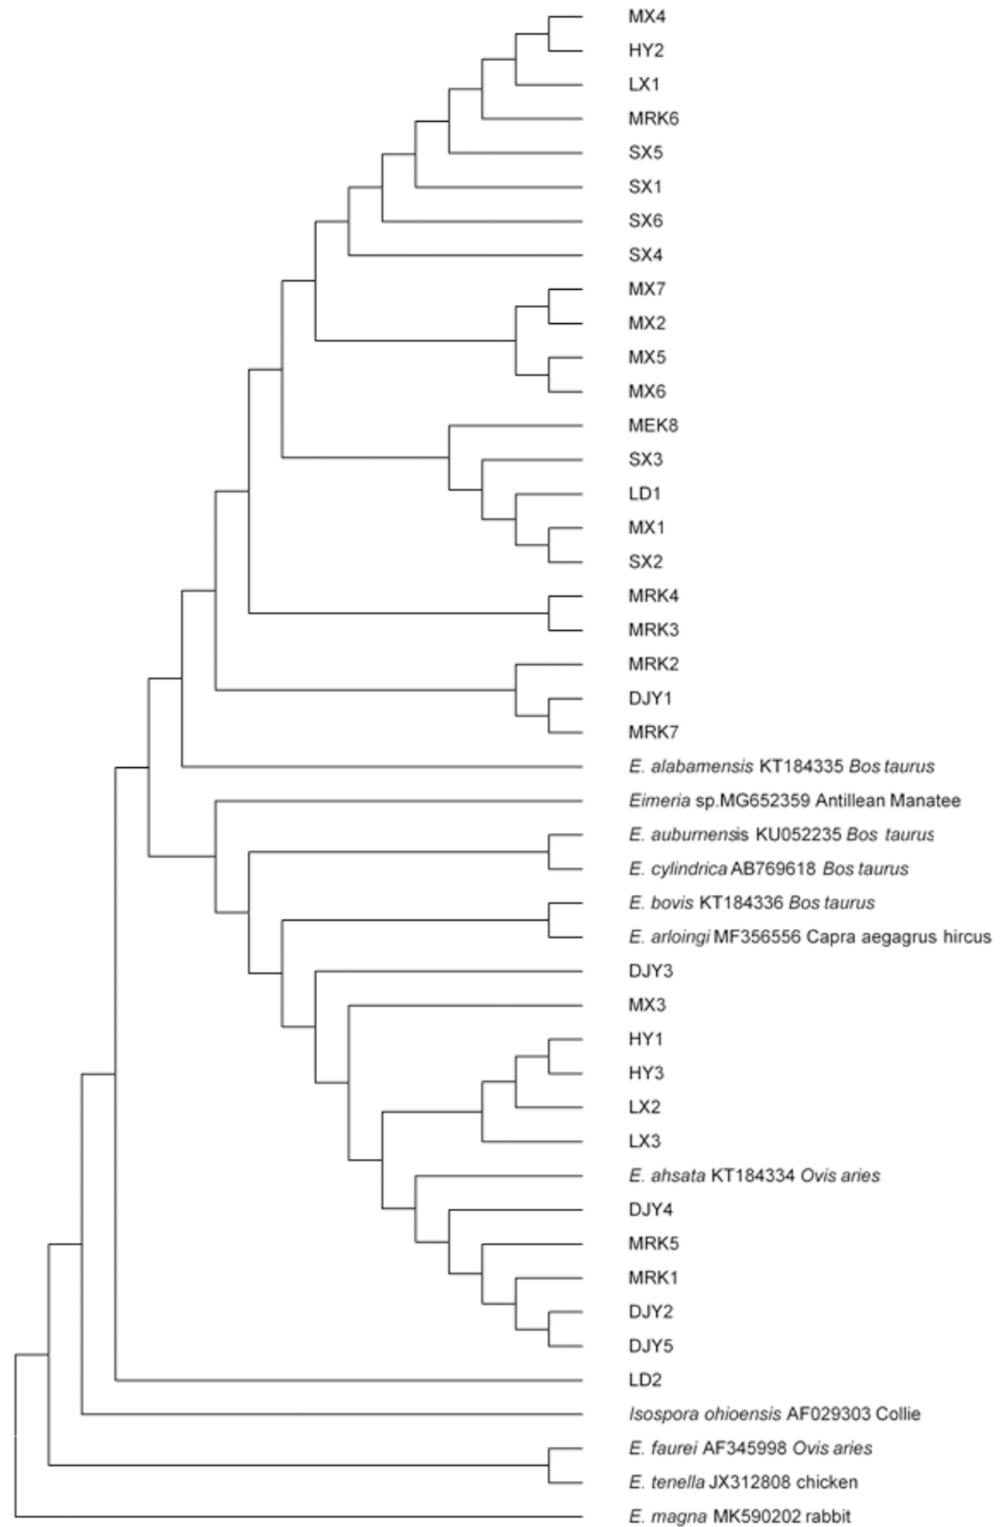 MX4
HY2
LX1
MRK6
SX5
SX1
SX6
SX4
MX7
MX2
MX5
MX6
MEK8
SX3
LD1
MX1
SX2
MRK4
MRK3
MRK2
DJY1
MRK7
E. alabamensis KT184335 Bos taurus
Eimeria sp.MG652359 Antillean Manatee
E. auburnensis KU052235 Bos taurus
E. cylindrica AB769618 Bos taurus
E. bovis KT184336 Bos taurus
E. arloingi MF356556 Capra aegagrus hircus
DJY3
MX3
HY1
HY3
LX2
LX3
E. ahsata KT184334 Ovis aries
DJY4
MRK5
MRK1
DJY2
DJY5
LD2
Isospora ohioensis AF029303 Collie
E. faurei AF345998 Ovis aries
E. tenella JX312808 chicken
E. magna MK590202 rabbit